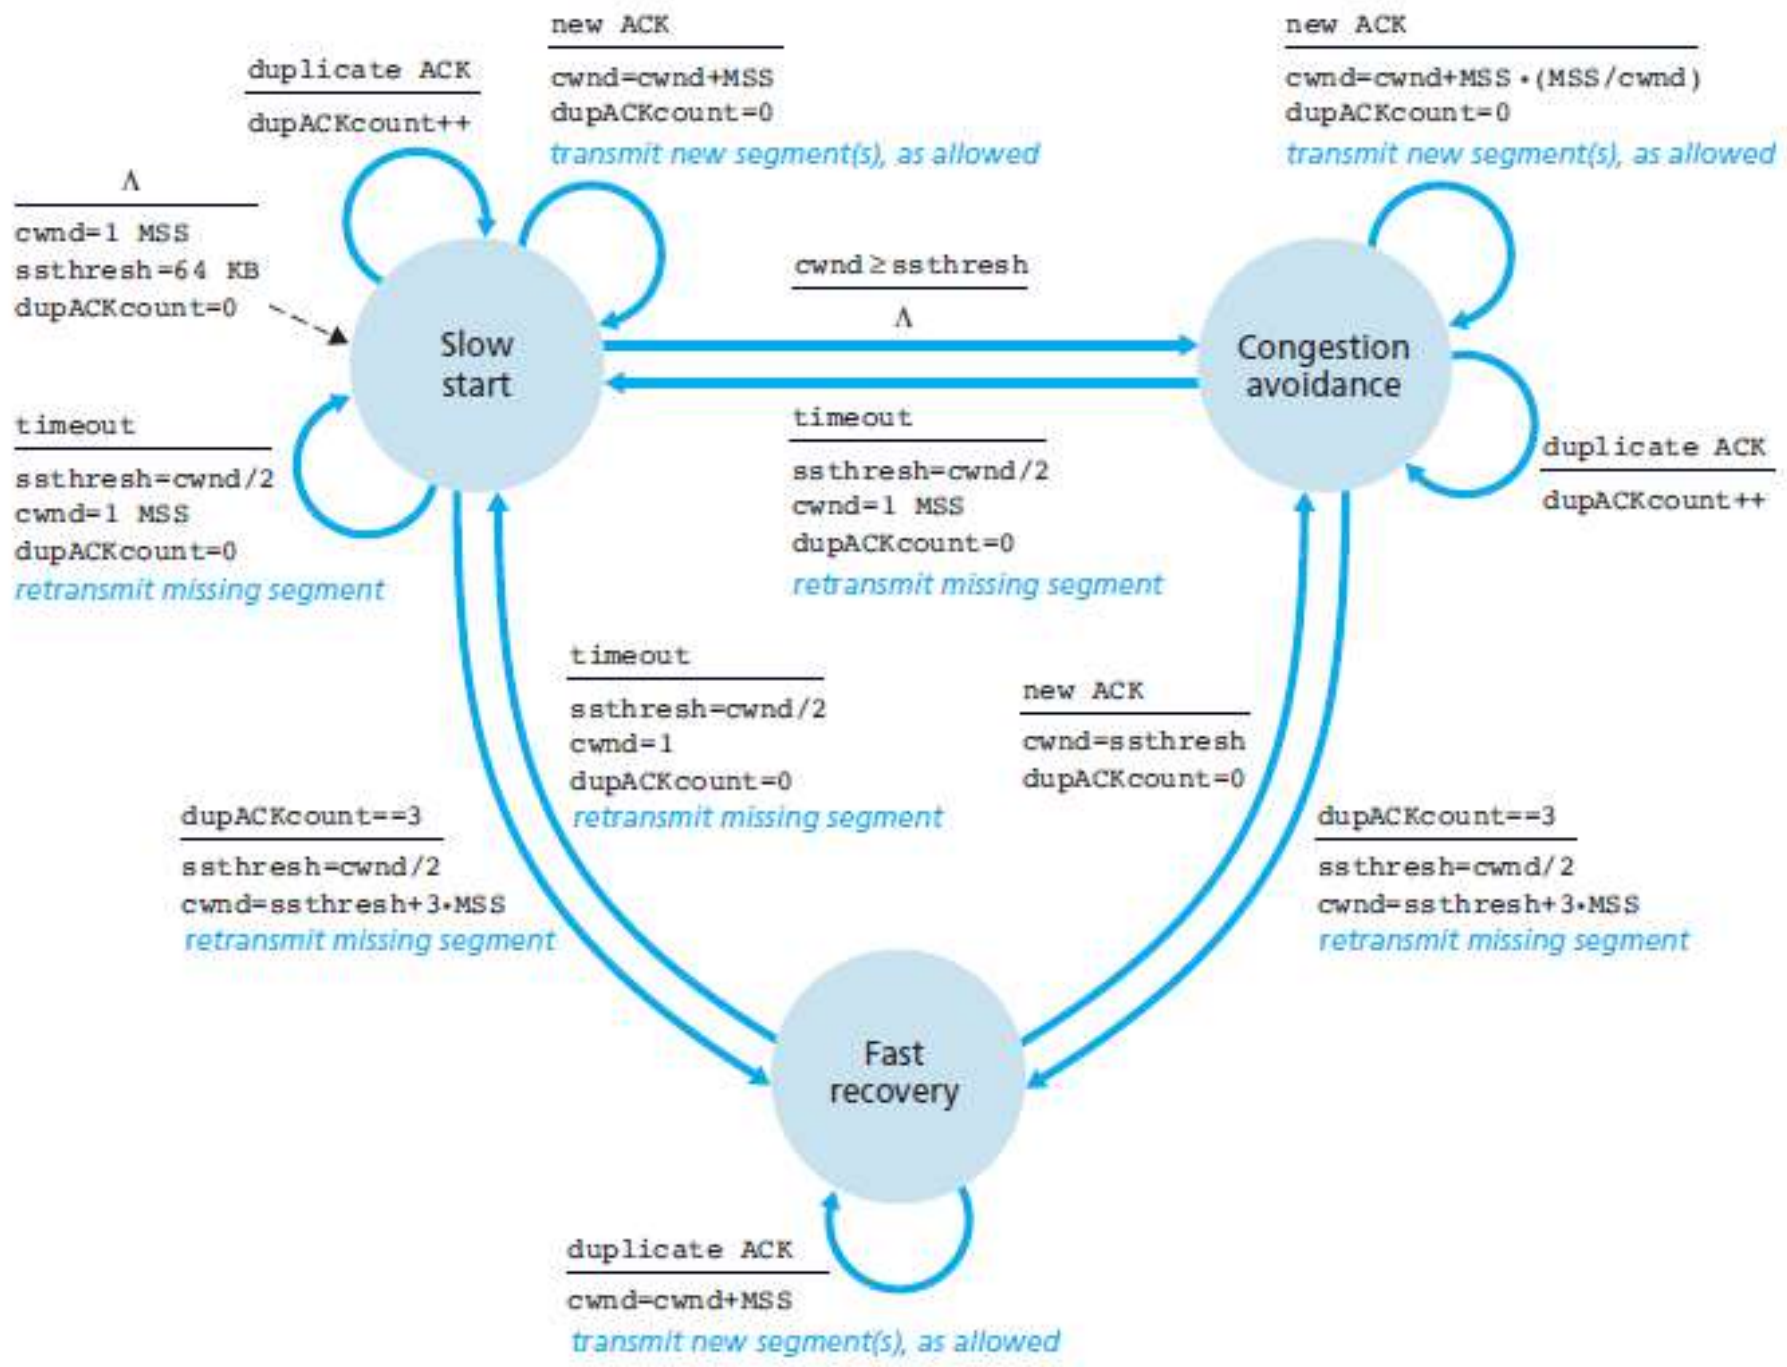 new ACK
cwnd=cwnd+MSS
dupACKcount=0
transmit new segment(s), as allowed
new ACK
cwnd=cwnd+MSS•(MSS/cwnd)
dupACKcount=0
transmit new segment(s), as allowed
duplicate ACK
dupACKcount++
Λ
cwnd=1 MSS
ssthresh=64 KB
dupACKcount=0
cwnd≥ssthresh
Λ
Slow
start
Congestion
avoidance
timeout
ssthresh=cwnd/2
cwnd=1 MSS
dupACKcount=0
retransmit missing segment
timeout
ssthresh=cwnd/2
cwnd=1 MSS
dupACKcount=0
retransmit missing segment
duplicate ACK
dupACKcount++
timeout
ssthresh=cwnd/2
cwnd=1
dupACKcount=0
retransmit missing segment
new ACK
cwnd=ssthresh
dupACKcount=0
dupACKcount==3
ssthresh=cwnd/2
cwnd=ssthresh+3•MSS
retransmit missing segment
dupACKcount==3
ssthresh=cwnd/2
cwnd=ssthresh+3•MSS
retransmit missing segment
Fast
recovery
duplicate ACK
cwnd=cwnd+MSS
transmit new segment(s), as allowed